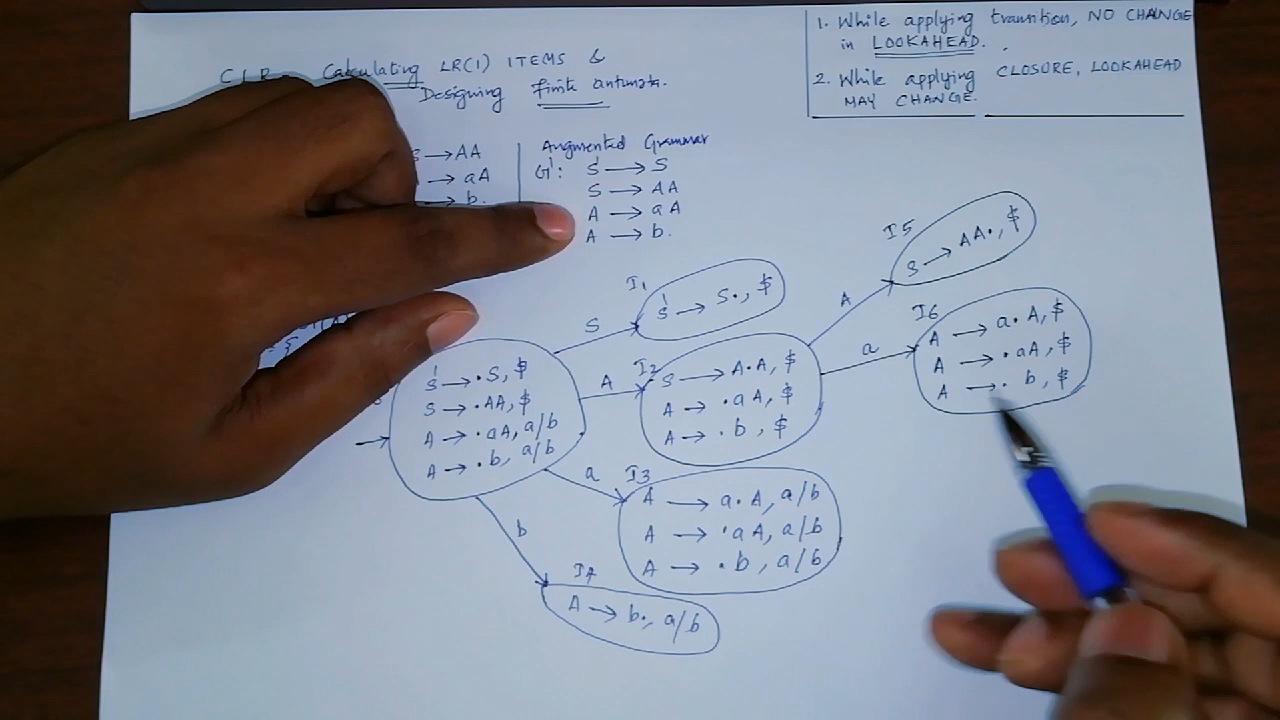 1. While applying transition, NO CHANGE
in LOOKAHEAD.
2. While applying CLOSURE, LOOKAHEAD
MAY CHANGE.
CLR - Calculating LR(1) ITEMS &
Designing finite automata.
→ AA
→ aA
→ b.
Augmented Grammar
G': S' → S
S → AA
A → aA
A → b.
I1
S' → S., $
I5
S → AA., $
I6
A → a.A, $
A → .aA, $
A → .b, $
S' → .S, $
S → .AA, $
A → .aA, a/b
A → .b, a/b
I2
S → A.A, $
A → .aA, $
A → .b, $
I3
A → a.A, a/b
A → .aA, a/b
A → .b, a/b
I4
A → b., a/b
S
A
a
b
A
a